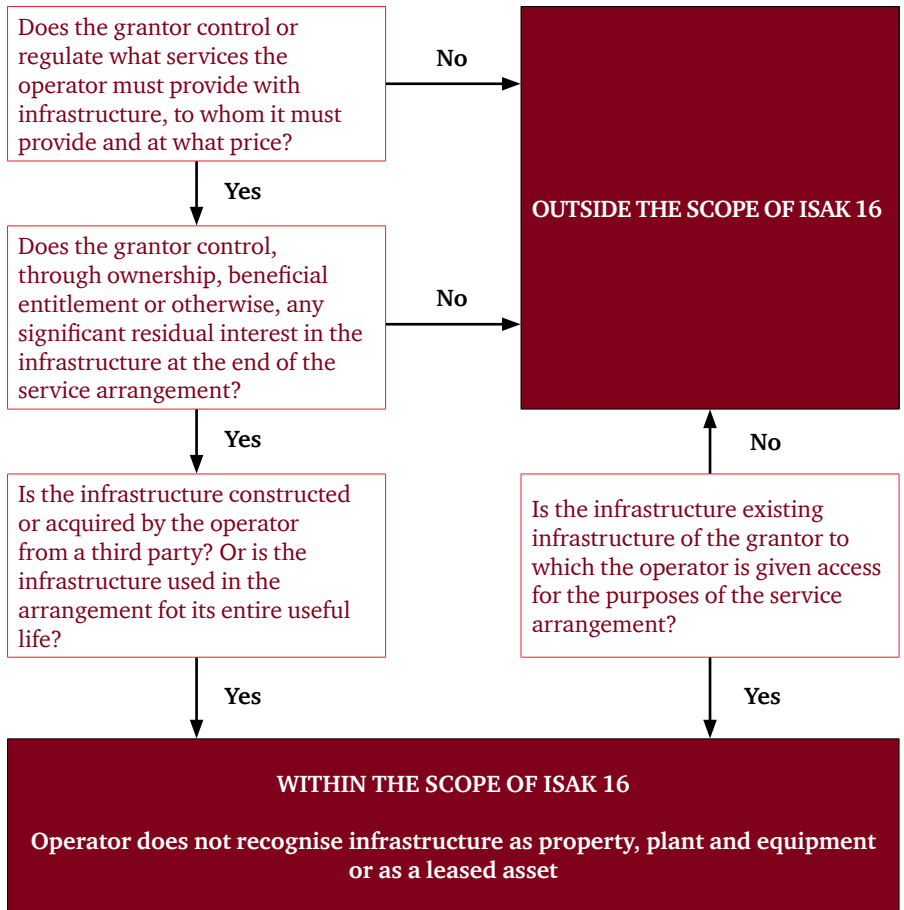 Does the grantor control or
regulate what services the
operator must provide with
infrastructure, to whom it must
provide and at what price?
No
OUTSIDE THE SCOPE OF ISAK 16
Yes
Does the grantor control,
through ownership, beneficial
entitlement or otherwise, any
significant residual interest in the
infrastructure at the end of the
service arrangement?
No
Yes
No
Is the infrastructure constructed
or acquired by the operator
from a third party? Or is the
infrastructure used in the
arrangement fot its entire useful
life?
Is the infrastructure existing
infrastructure of the grantor to
which the operator is given access
for the purposes of the service
arrangement?
Yes
Yes
WITHIN THE SCOPE OF ISAK 16
Operator does not recognise infrastructure as property, plant and equipment
or as a leased asset